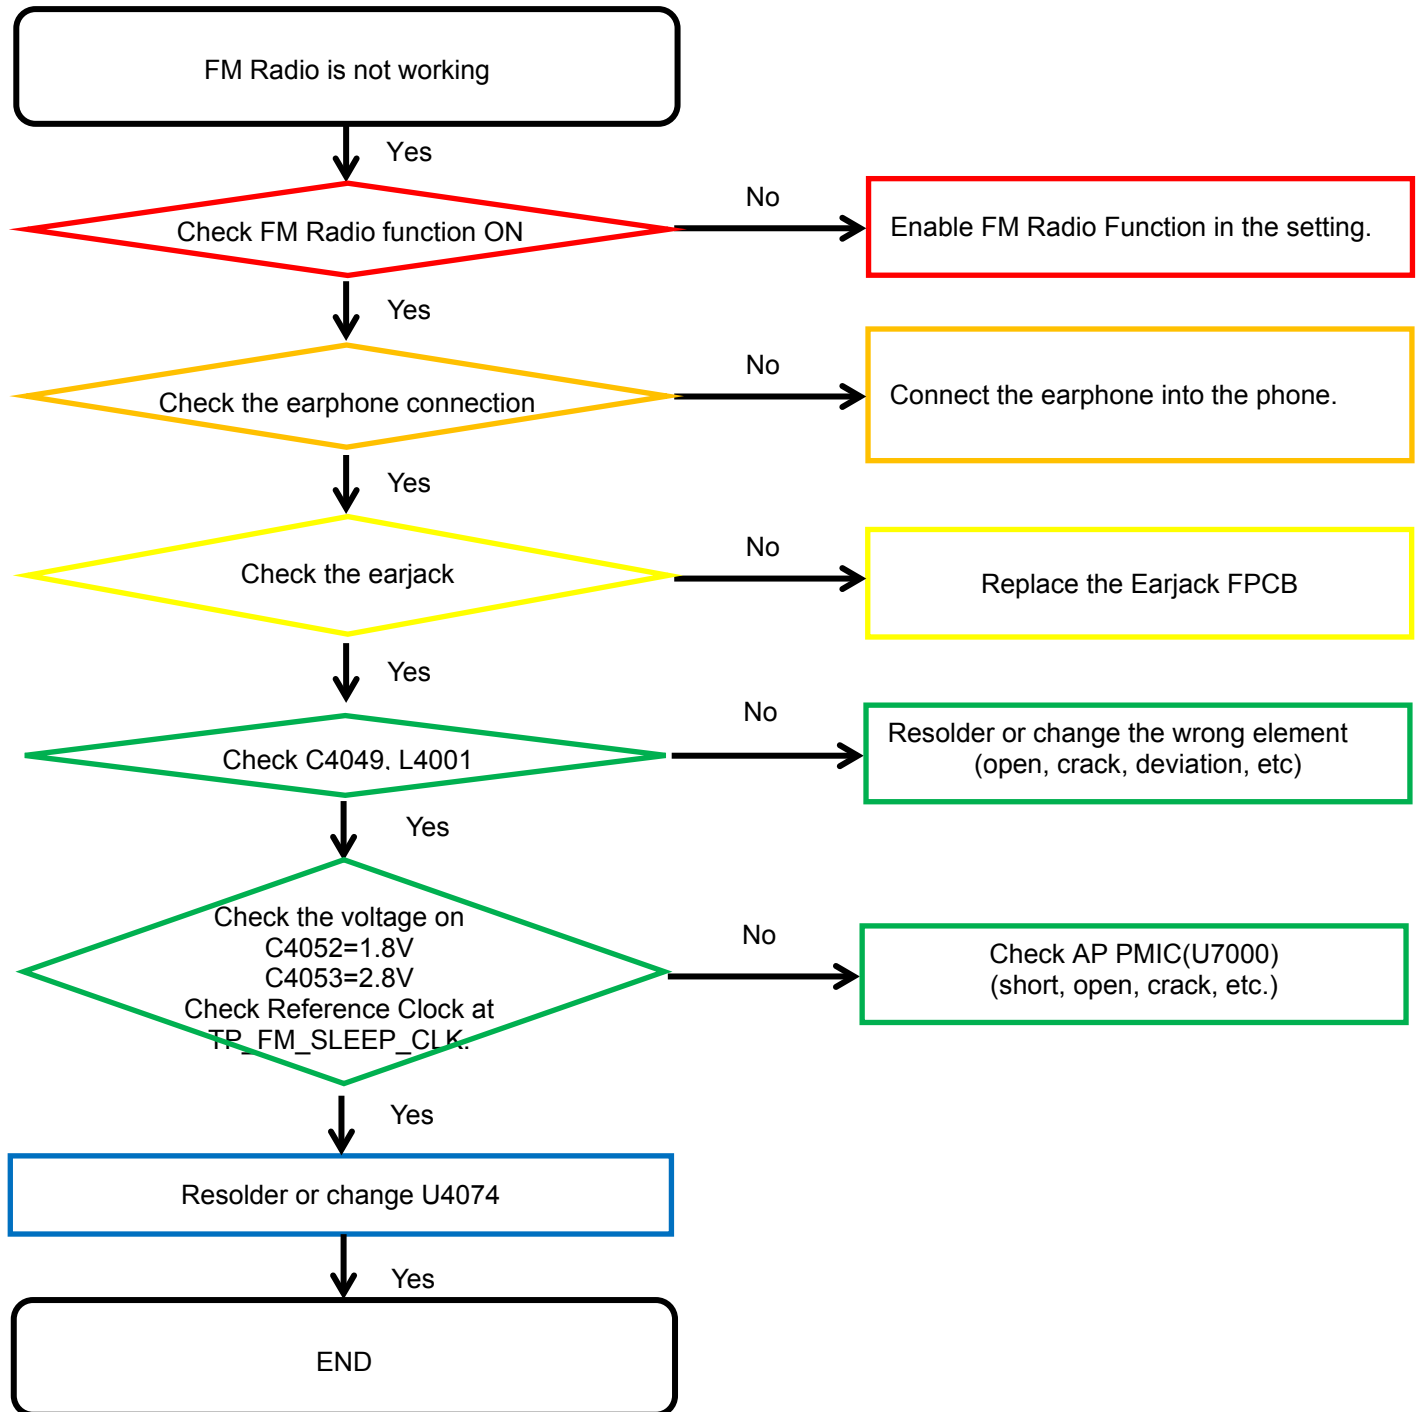 FM Radio is not working
Yes
Check FM Radio function ON
No
Enable FM Radio Function in the setting.
Yes
Check the earphone connection
No
Connect the earphone into the phone.
Yes
Check the earjack
No
Replace the Earjack FPCB
Yes
Check C4049, L4001
No
Resolder or change the wrong element
(open, crack, deviation, etc)
Yes
Check the voltage on
C4052=1.8V
C4053=2.8V
Check Reference Clock at
TP_FM_SLEEP_CLK.
No
Check AP PMIC(U7000)
(short, open, crack, etc.)
Yes
Resolder or change U4074
Yes
END